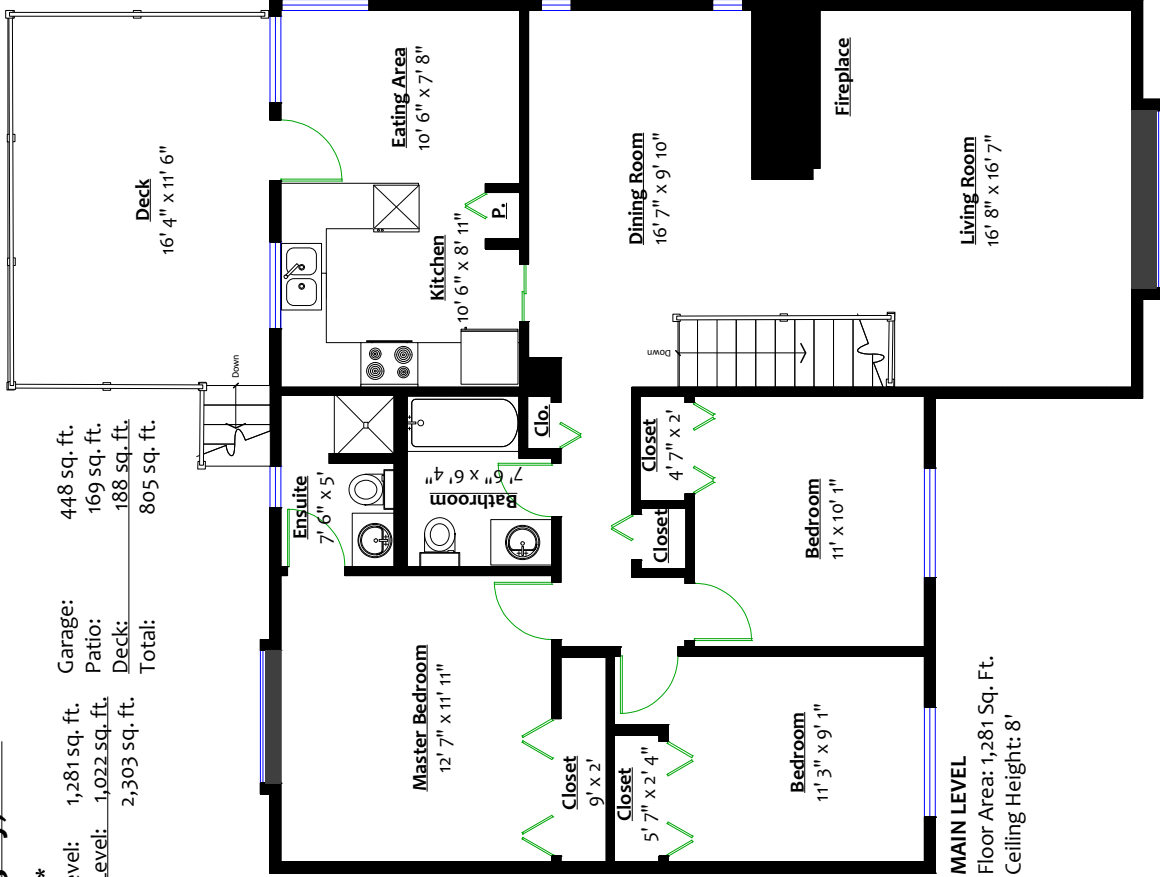 *
evel: 1,281 sq. ft.
Level: 1,022 sq. ft.
2,303 sq. ft.
Garage: 448 sq. ft.
Patio: 169 sq. ft.
Deck: 188 sq. ft.
Total: 805 sq. ft.
Deck
16' 4" x 11' 6"
Down
Eating Area
10' 6" x 7' 8"
Kitchen
10' 6" x 8' 11"
P.
Ensuite
7' 6" x 5'
Bathroom
7' 6" x 6' 4"
Clo.
Master Bedroom
12' 7" x 11' 11"
Closet
9' x 2'
Closet
5' 7" x 2' 4"
Bedroom
11' 3" x 9' 1"
Closet
Closet
4' 7" x 2'
Bedroom
11' x 10' 1"
Dining Room
16' 7" x 9' 10"
Down
Fireplace
Living Room
16' 8" x 16' 7"
MAIN LEVEL
Floor Area: 1,281 Sq. Ft.
Ceiling Height: 8'